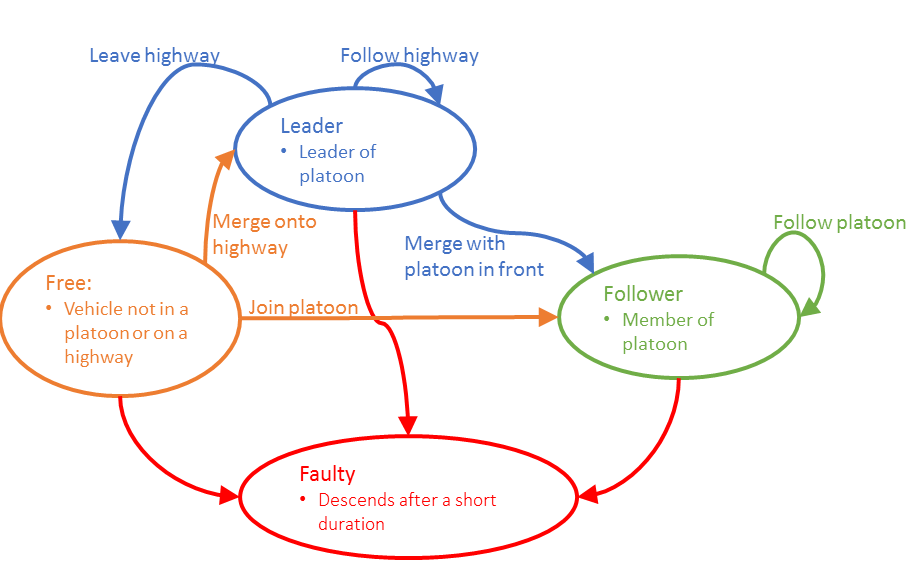 Leave highway
Follow highway
Leader
• Leader of
platoon
Merge onto
highway
Merge with
platoon in front
Follow platoon
Free:
• Vehicle not in a
platoon or on a
highway
Join platoon
Follower
• Member of
platoon
Faulty
• Descends after a short
duration